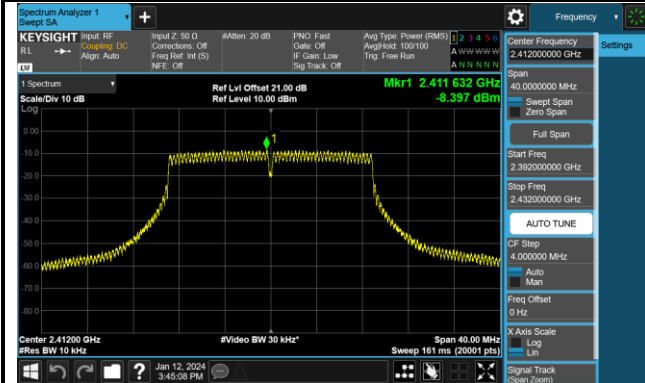 Spectrum Analyzer 1
Swept SA
+
Frequency
KEYSIGHT
Input: RF
Coupling: DC
Align: Auto
Input Z: 50 Ω
Corrections: Off
Freq Ref: Int (S)
NFE: Off
#Atten: 20 dB
PNO: Fast
Gate: Off
IF Gain: Low
Sig Track: Off
Avg Type: Power (RMS)
Avg|Hold: 100/100
Trig: Free Run
1 2 3 4 5 6
A W W W W W
A N N N N N
RL
LXI
1 Spectrum
Scale/Div 10 dB
Log
Ref Lvl Offset 21.00 dB
Ref Level 10.00 dBm
Mkr1 2.411 632 GHz
-8.397 dBm
1
0.00
-10.0
-20.0
-30.0
-40.0
-50.0
-60.0
-70.0
-80.0
Center 2.41200 GHz
#Res BW 10 kHz
#Video BW 30 kHz*
Span 40.00 MHz
Sweep 161 ms (20001 pts)
Center Frequency
2.412000000 GHz
Settings
Span
40.0000000 MHz
Swept Span
Zero Span
Full Span
Start Freq
2.392000000 GHz
Stop Freq
2.432000000 GHz
AUTO TUNE
CF Step
4.000000 MHz
Auto
Man
Freq Offset
0 Hz
X Axis Scale
Log
Lin
Signal Track
(Span Zoom)
?
Jan 12, 2024
3:45:08 PM